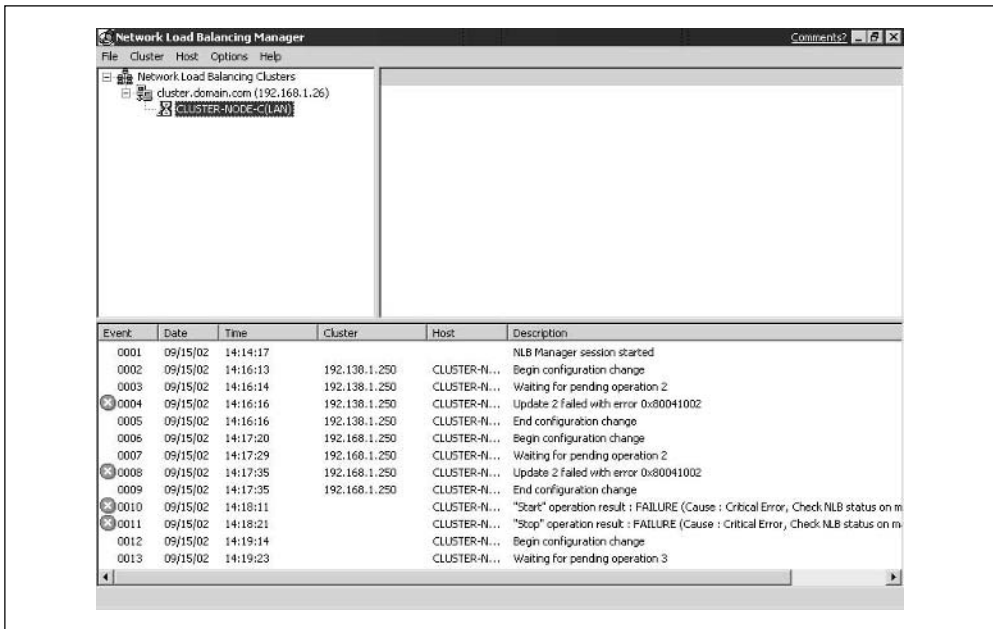 Network Load Balancing Manager Comments?
File Cluster Host Options Help
Network Load Balancing Clusters
cluster.domain.com (192.168.1.26)
CLUSTER-NODE-C(LAN)
Event Date Time Cluster Host Description
0001 09/15/02 14:14:17 NLB Manager session started
0002 09/15/02 14:16:13 192.138.1.250 CLUSTER-N... Begin configuration change
0003 09/15/02 14:16:14 192.138.1.250 CLUSTER-N... Waiting for pending operation 2
0004 09/15/02 14:16:16 192.138.1.250 CLUSTER-N... Update 2 failed with error 0x80041002
0005 09/15/02 14:16:16 192.138.1.250 CLUSTER-N... End configuration change
0006 09/15/02 14:17:20 192.168.1.250 CLUSTER-N... Begin configuration change
0007 09/15/02 14:17:29 192.168.1.250 CLUSTER-N... Waiting for pending operation 2
0008 09/15/02 14:17:35 192.168.1.250 CLUSTER-N... Update 2 failed with error 0x80041002
0009 09/15/02 14:17:35 192.168.1.250 CLUSTER-N... End configuration change
0010 09/15/02 14:18:11 CLUSTER-N... "Start" operation result : FAILURE (Cause : Critical Error, Check NLB status on m
0011 09/15/02 14:18:21 CLUSTER-N... "Stop" operation result : FAILURE (Cause : Critical Error, Check NLB status on m
0012 09/15/02 14:19:14 CLUSTER-N... Begin configuration change
0013 09/15/02 14:19:23 CLUSTER-N... Waiting for pending operation 3